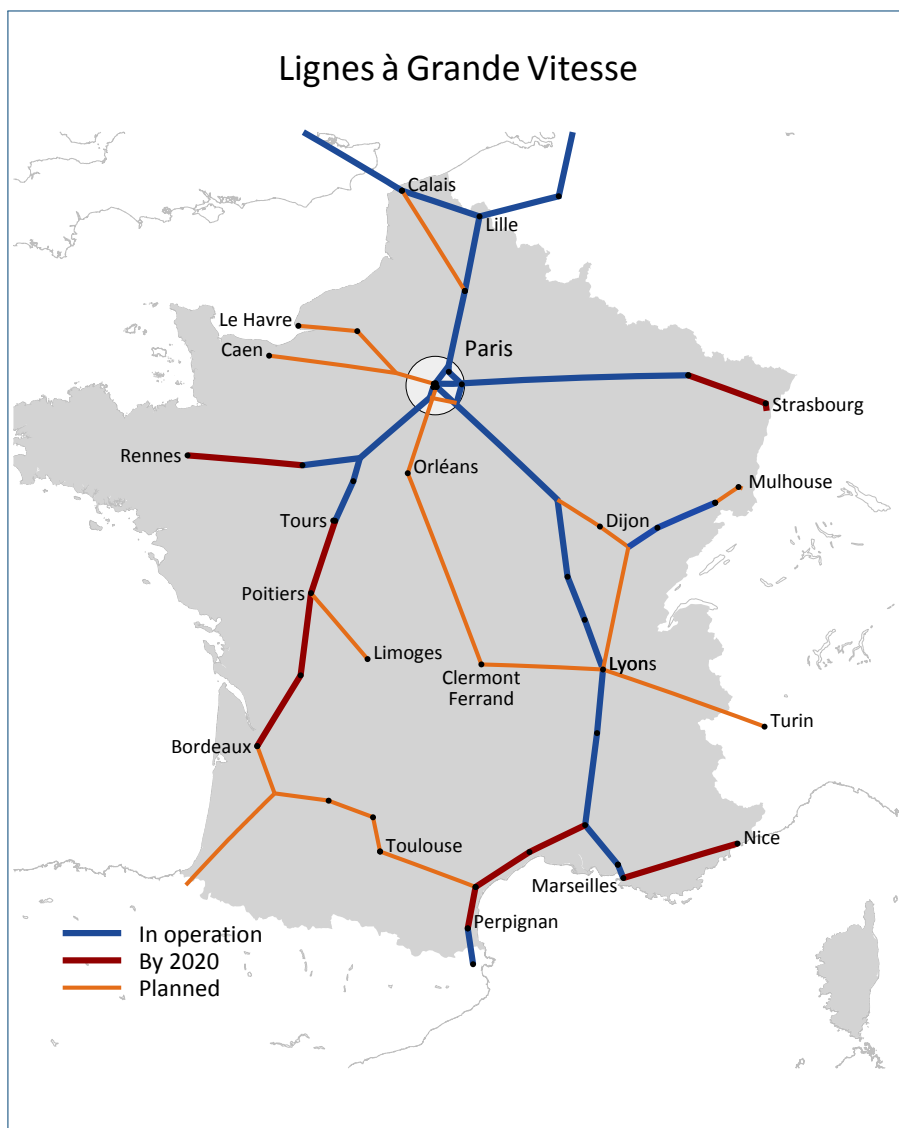 Lignes à Grande Vitesse
Calais
Lille
Le Havre
Caen
Paris
Strasbourg
Rennes
Orléans
Mulhouse
Tours
Dijon
Poitiers
Limoges
Clermont
Ferrand
Lyons
Turin
Bordeaux
Toulouse
Nice
Marseilles
Perpignan
In operation
By 2020
Planned